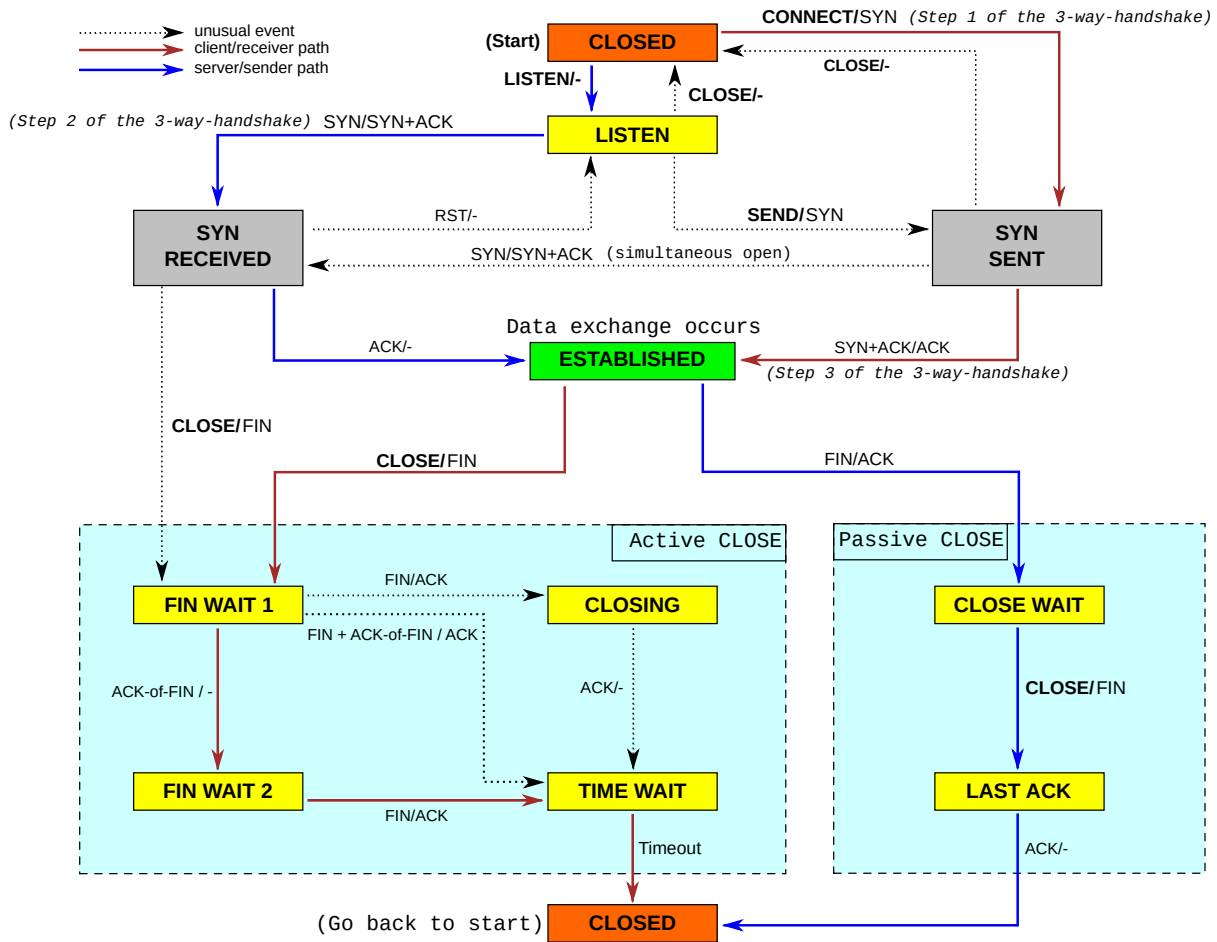 unusual event
client/receiver path
server/sender path
CONNECT/SYN (Step 1 of the 3-way-handshake)
(Start) CLOSED
CLOSE/-
LISTEN/-
CLOSE/-
(Step 2 of the 3-way-handshake) SYN/SYN+ACK
LISTEN
RST/-
SEND/SYN
SYN
RECEIVED
SYN
SENT
SYN/SYN+ACK (simultaneous open)
Data exchange occurs
ACK/-
ESTABLISHED
SYN+ACK/ACK
(Step 3 of the 3-way-handshake)
CLOSE/FIN
CLOSE/FIN
FIN/ACK
Active CLOSE
Passive CLOSE
FIN WAIT 1
FIN/ACK
CLOSING
CLOSE WAIT
FIN + ACK-of-FIN / ACK
ACK-of-FIN / -
ACK/-
CLOSE/FIN
FIN WAIT 2
FIN/ACK
TIME WAIT
LAST ACK
Timeout
ACK/-
(Go back to start) CLOSED